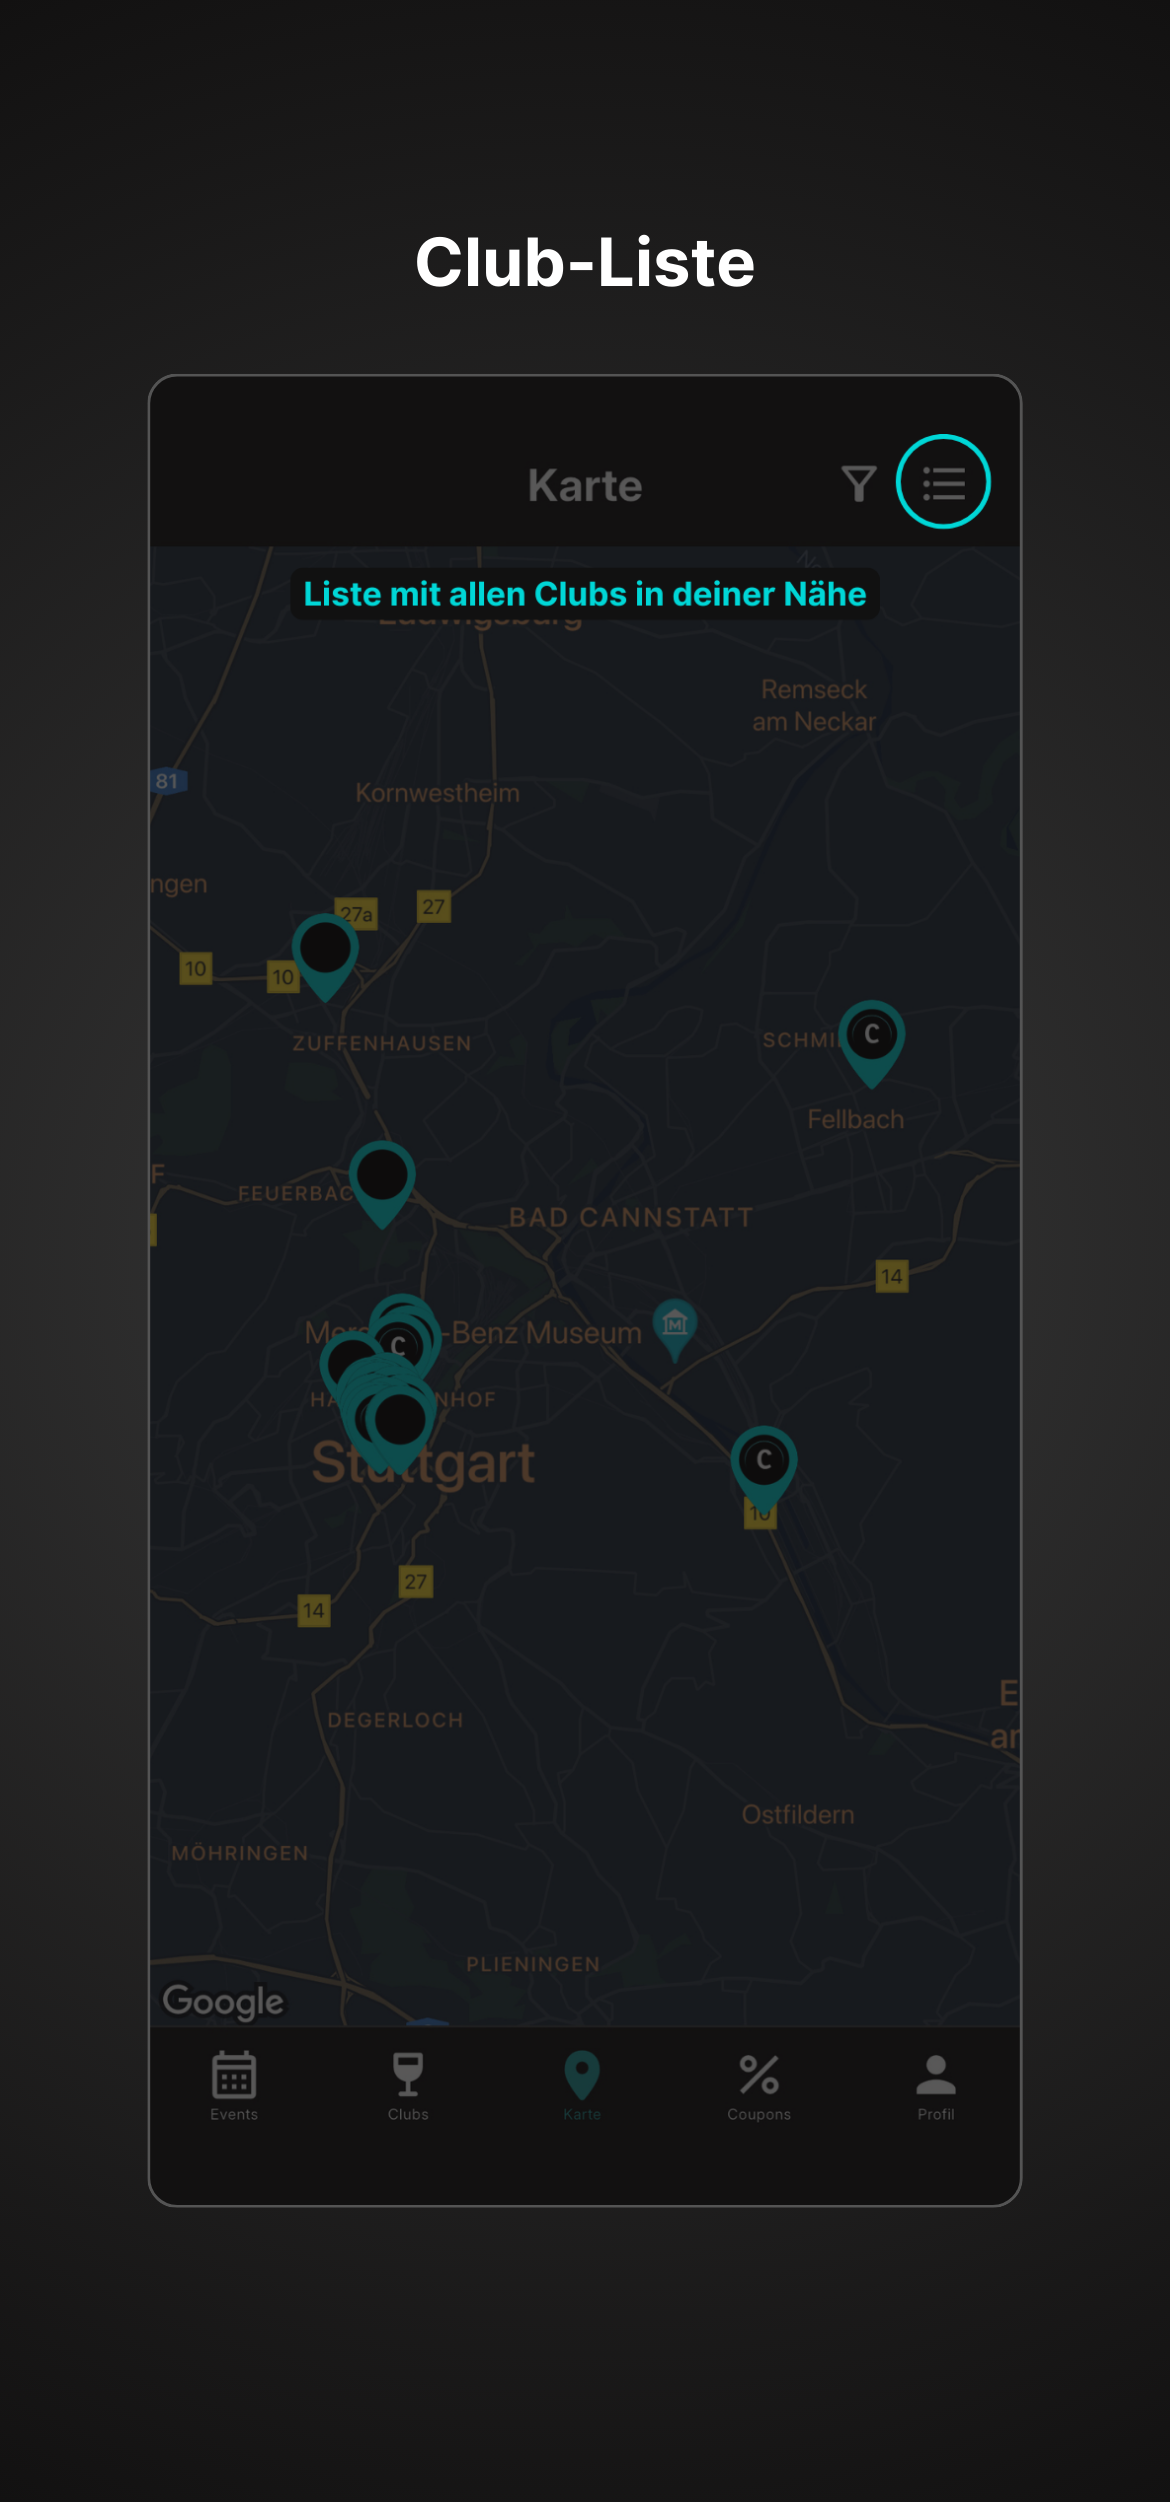 Club-Liste
Karte
Liste mit allen Clubs in deiner Nähe
Ludwigsburg
Remseck
am Neckar
81
Kornwestheim
ngen
27a
27
10
10
ZUFFENHAUSEN
C
SCHMI
Fellbach
F
FEUERBAC
BAD CANNSTATT
14
-Benz Museum
M
C
HA
NHOF
Stuttgart
C
10
27
14
E
DEGERLOCH
ar
Ostfildern
MÖHRINGEN
PLIENINGEN
Google
Events
Clubs
Karte
Coupons
Profil